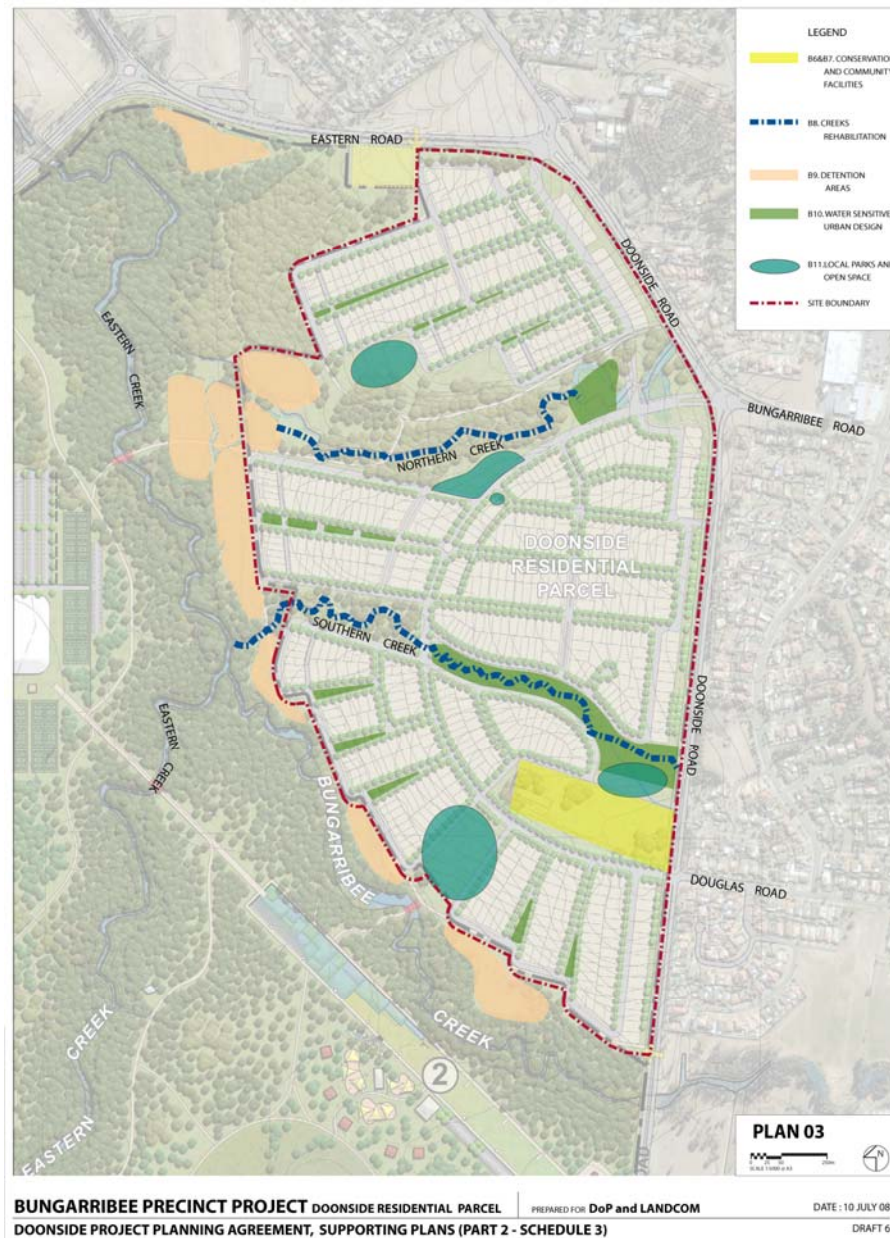 LEGEND
B6&B7. CONSERVATION
AND COMMUNITY
FACILITIES
B8. CREEKS
REHABILITATION
B9. DETENTION
AREAS
B10. WATER SENSITIVE
URBAN DESIGN
B11. LOCAL PARKS AND
OPEN SPACE
SITE BOUNDARY
EASTERN ROAD
DOONSIDE ROAD
EASTERN CREEK
BUNGARRIBEE ROAD
NORTHERN CREEK
DOONSIDE
RESIDENTIAL
PARCEL
SOUTHERN CREEK
DOONSIDE ROAD
EASTERN CREEK
BUNGARRIBEE
CREEK
DOUGLAS ROAD
EASTERN
CREEK
2
PLAN 03
N
BUNGARRIBEE PRECINCT PROJECT DOONSIDE RESIDENTIAL PARCEL PREPARED FOR DoP and LANDCOM DATE : 10 JULY 08
DOONSIDE PROJECT PLANNING AGREEMENT, SUPPORTING PLANS (PART 2 - SCHEDULE 3) DRAFT 6